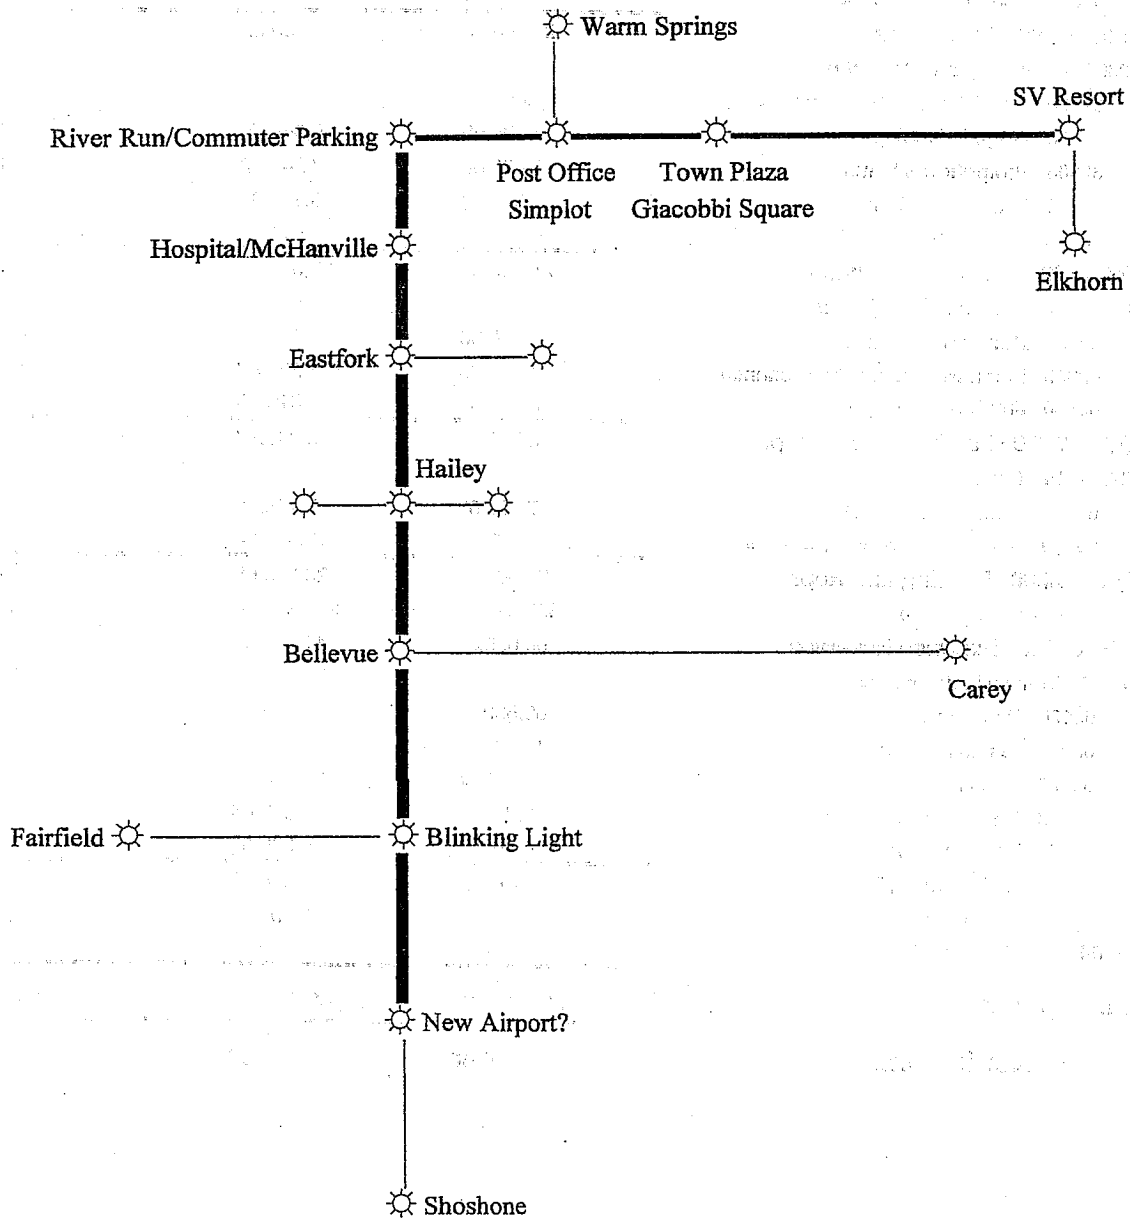 Warm Springs
SV Resort
River Run/Commuter Parking
Post Office
Simplot
Town Plaza
Giacobbi Square
Hospital/McHanville
Elkhorn
Eastfork
Hailey
Bellevue
Carey
Fairfield
Blinking Light
New Airport?
Shoshone